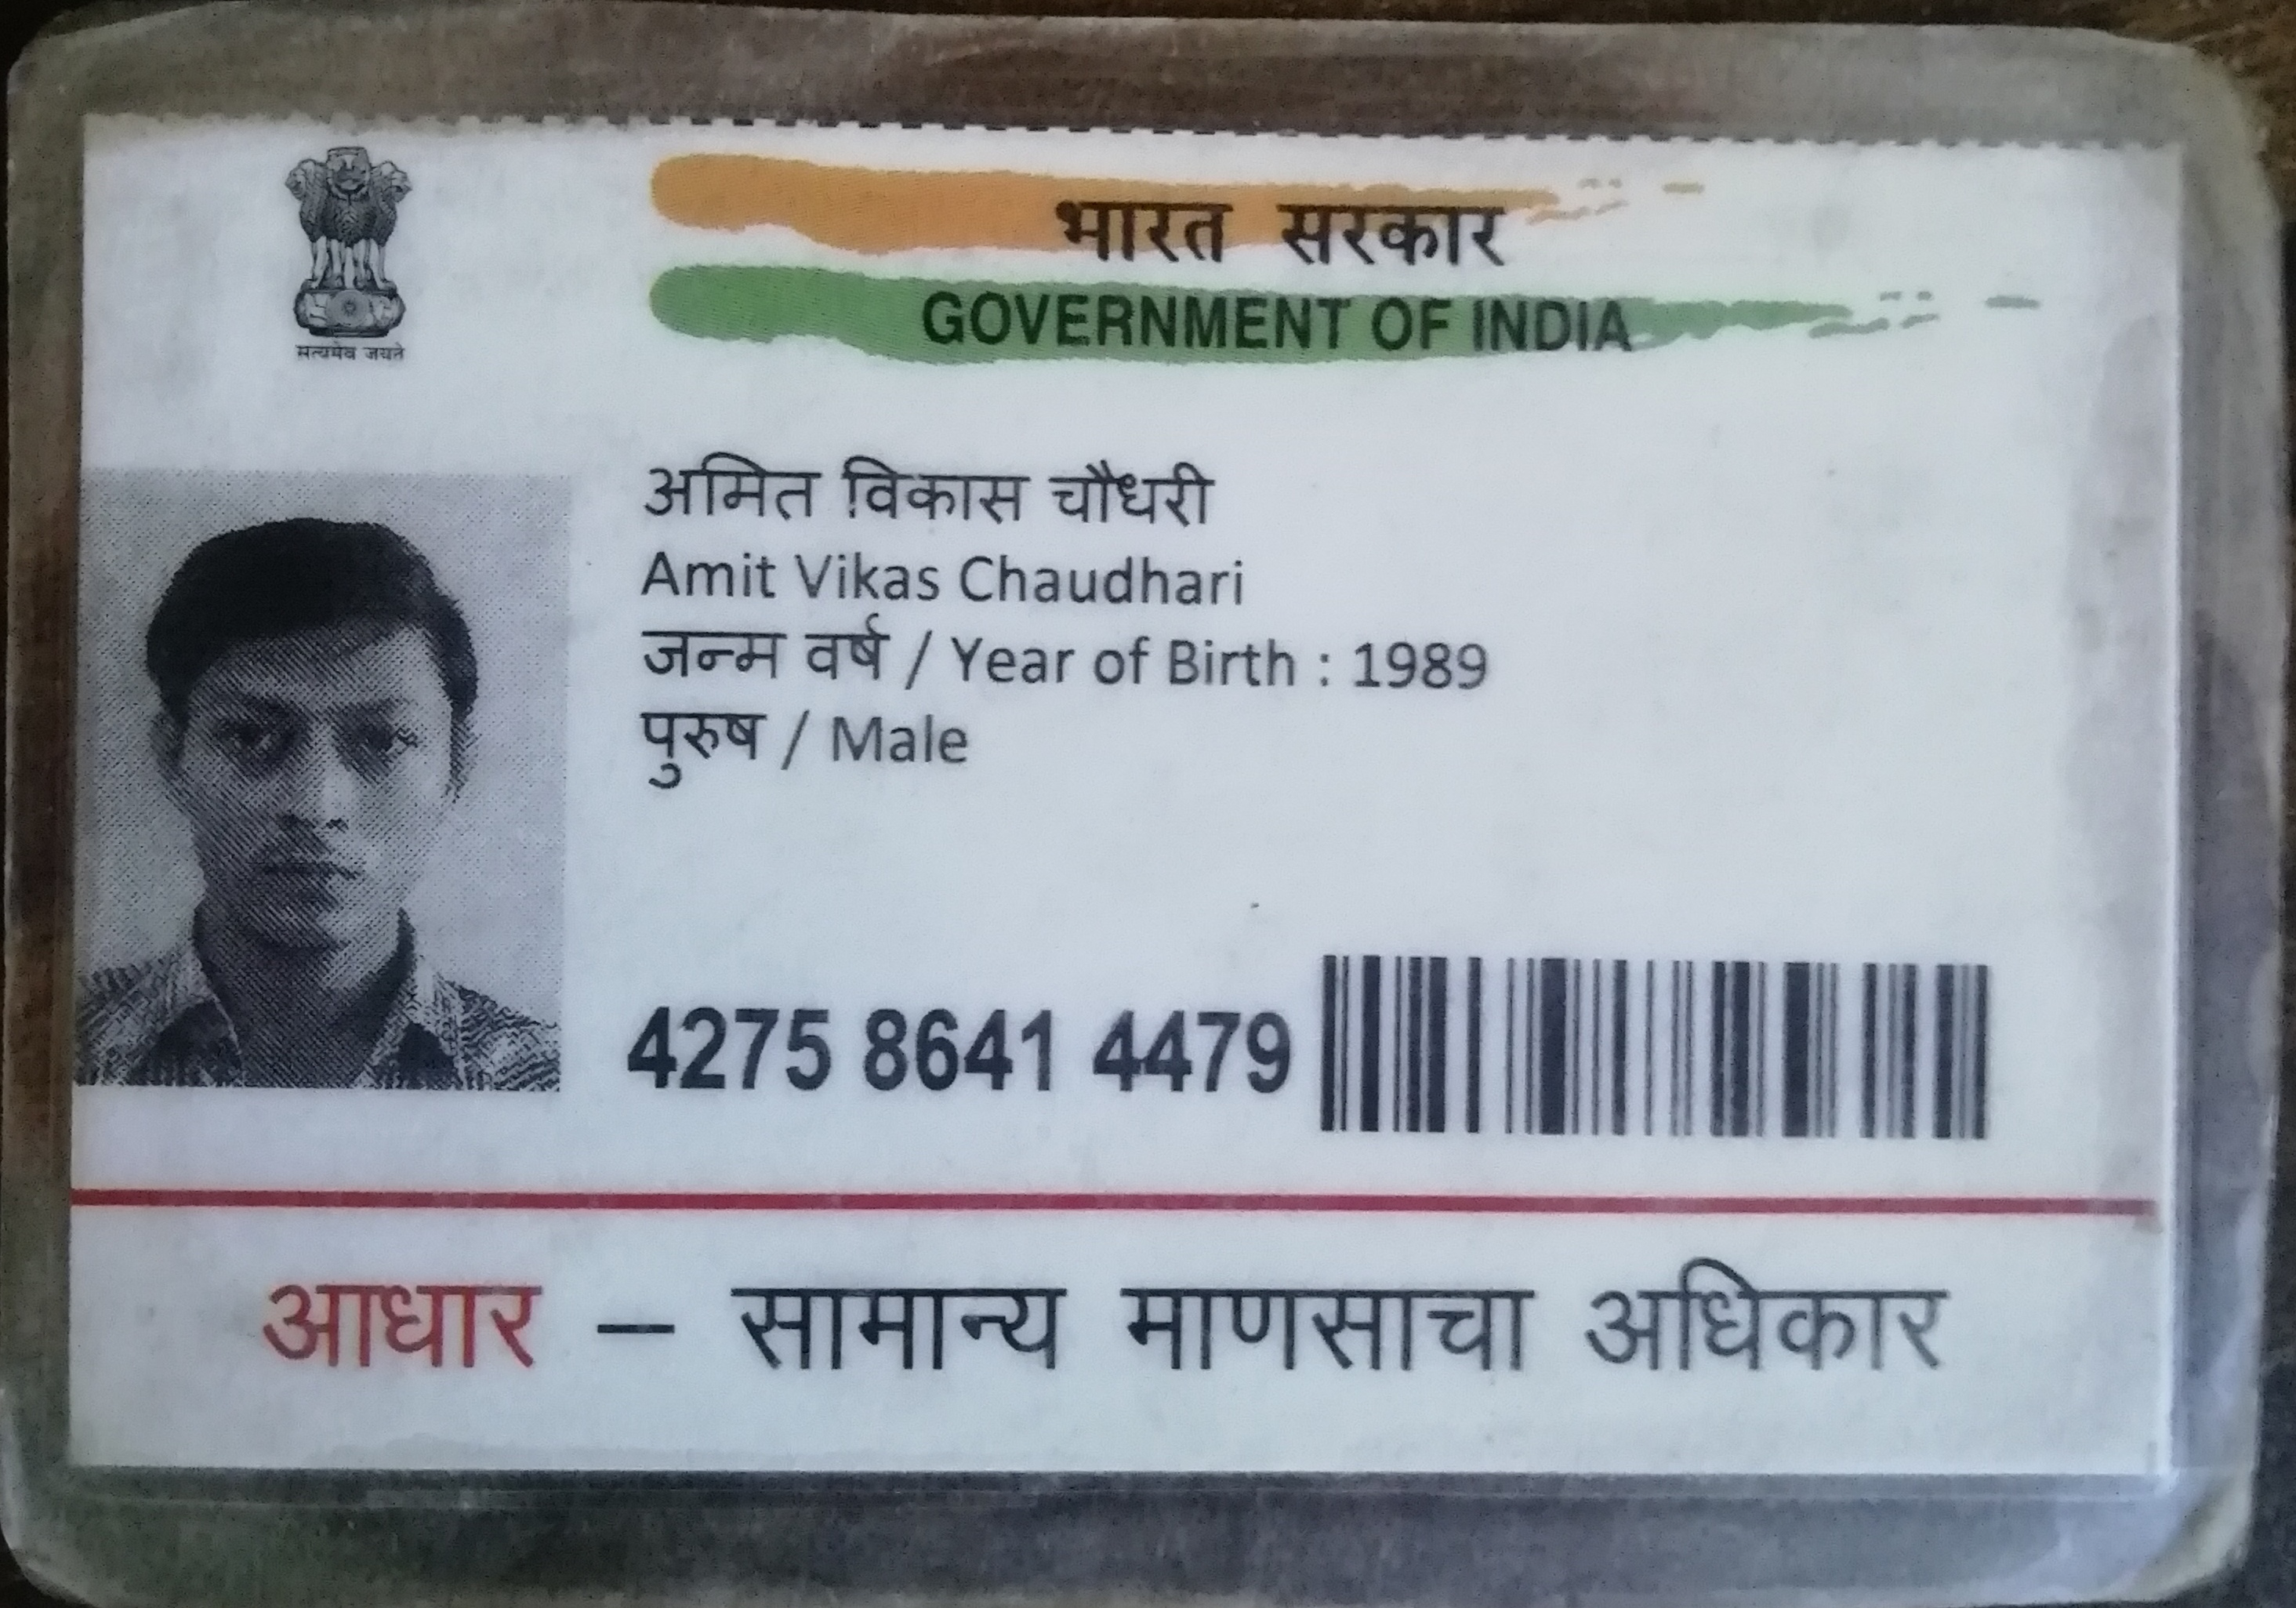 सत्यमेव जयते
भारत सरकार
GOVERNMENT OF INDIA
अमित विकास चौधरी
Amit Vikas Chaudhari
जन्म वर्ष / Year of Birth : 1989
पुरुष / Male
4275 8641 4479
आधार – सामान्य माणसाचा अधिकार